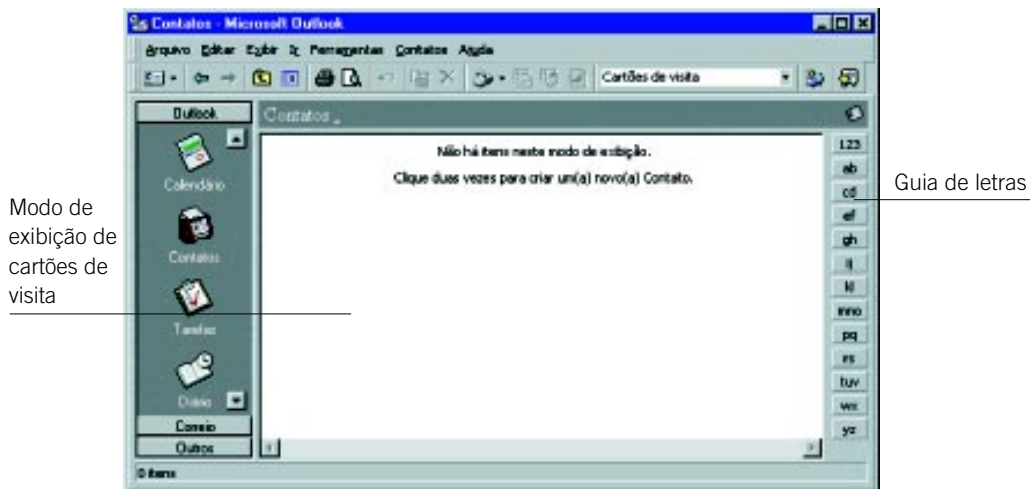 Contatos - Microsoft Outlook
Arquivo Editar Exibir Ir Ferramentas Contatos Ajuda
Cartões de visita
Outlook
Contatos
Calendário
Contatos
Tarefas
Diário
Correio
Outros
Não há itens neste modo de exibição.
Clique duas vezes para criar um(a) novo(a) Contato.
123
ab
cd
ef
gh
ij
kl
mno
pq
rs
tuv
wx
yz
0 itens
Modo de
exibição de
cartões de
visita
Guia de letras